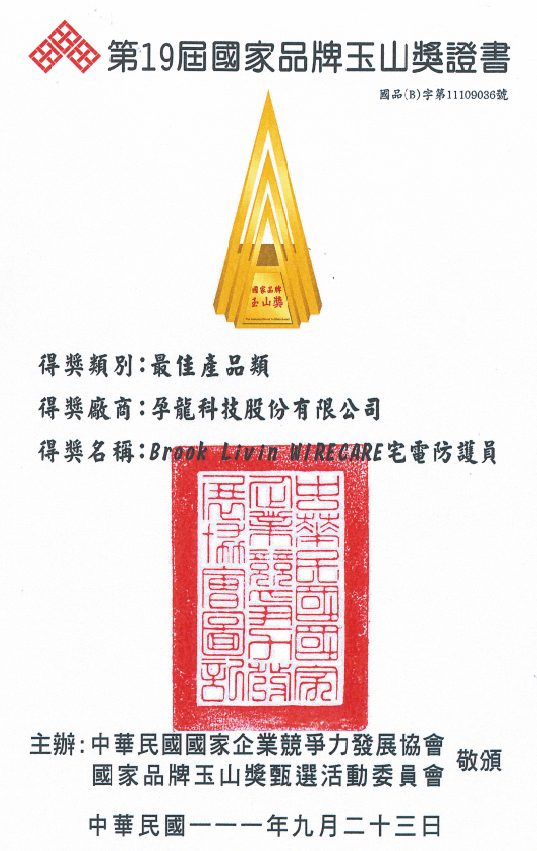 第19屆國家品牌玉山獎證書
國品(B)字第11109036號
國家品牌
玉山獎
得獎類別:最佳產品類
得獎廠商:孕龍科技股份有限公司
得獎名稱:Brook Livin WIRECARE宅電防護員
中華民國國家
企業競爭力發
展協會圖記
主辦:中華民國國家企業競爭力發展協會
國家品牌玉山獎甄選活動委員會
敬頒
中華民國一一一年九月二十三日